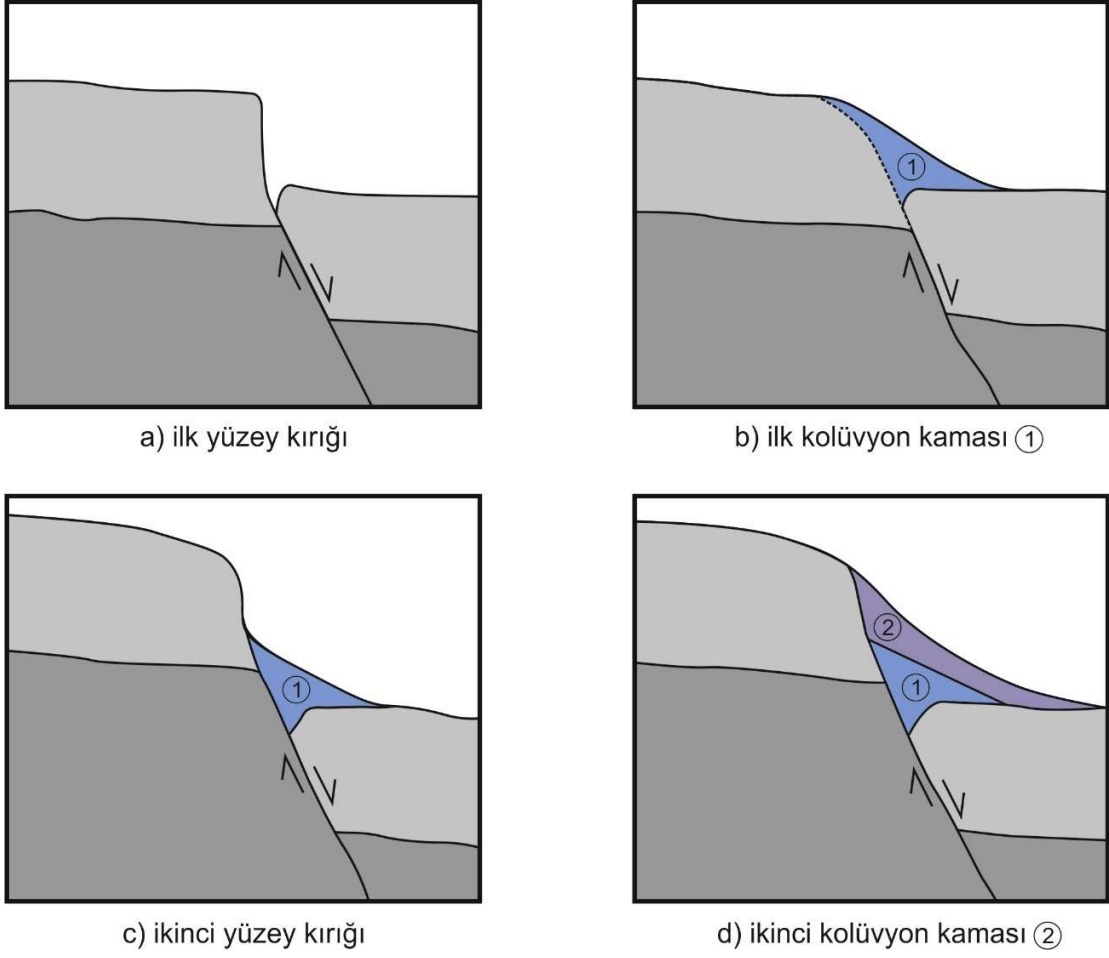 ①
a) ilk yüzey kırığı
b) ilk kolüvyon kaması ①
①
②
①
c) ikinci yüzey kırığı
d) ikinci kolüvyon kaması ②